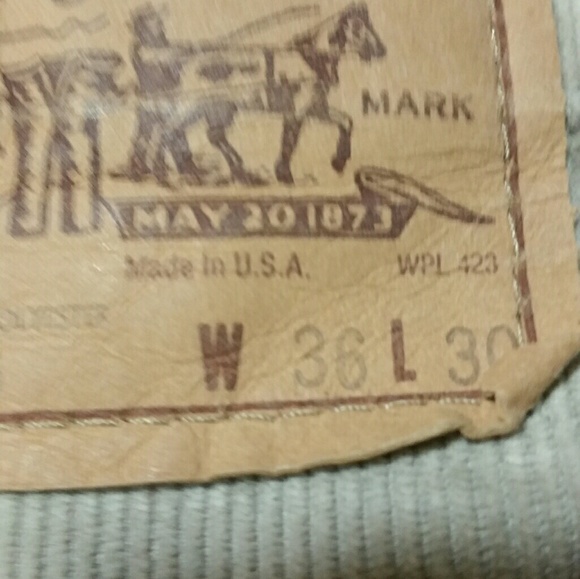 MARK
MAY 20 1873
Made in U.S.A. WPL 423
W 36 L 30